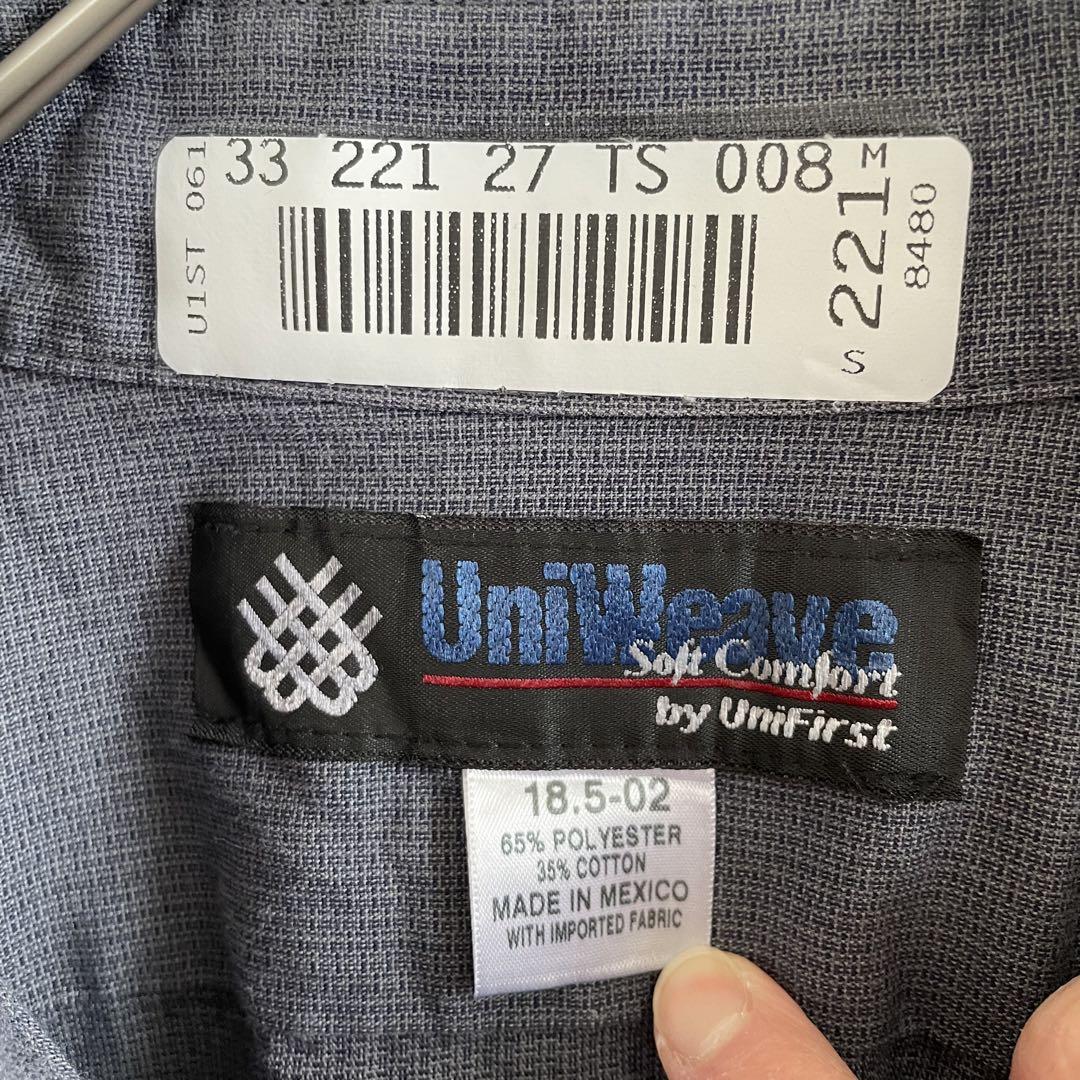 33 221 27 TS 008
U1ST 061
221
M
S
8480
UniWeave
Soft Comfort
by UniFirst
18.5-02
65% POLYESTER
35% COTTON
MADE IN MEXICO
WITH IMPORTED FABRIC